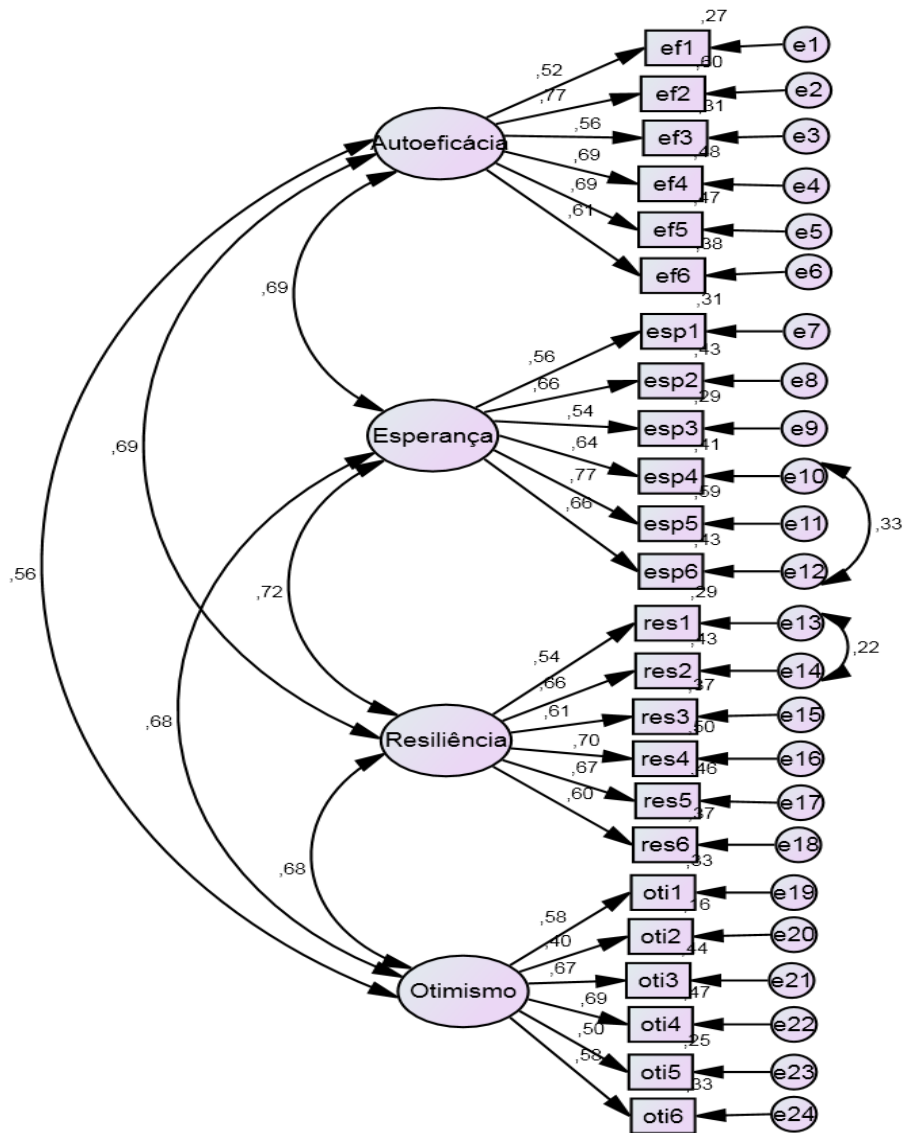 ,27
ef1
e1
,52
,60
ef2
e2
,77
,31
ef3
e3
,56
,48
Autoeficácia
ef4
e4
,69
,47
ef5
e5
,69
,38
ef6
e6
,61
,69
,31
esp1
e7
,56
,43
esp2
e8
,66
,29
Esperança
esp3
e9
,54
,41
,69
esp4
e10
,64
,59
esp5
e11
,77
,33
,43
esp6
e12
,66
,56
,72
,29
res1
e13
,54
,43
,22
res2
e14
,66
,37
res3
e15
,61
,50
,68
Resiliência
res4
e16
,70
,46
res5
e17
,67
,37
res6
e18
,60
,68
,33
oti1
e19
,58
,16
oti2
e20
,40
,44
oti3
e21
,67
,47
Otimismo
oti4
e22
,69
,25
oti5
e23
,50
,33
oti6
e24
,58